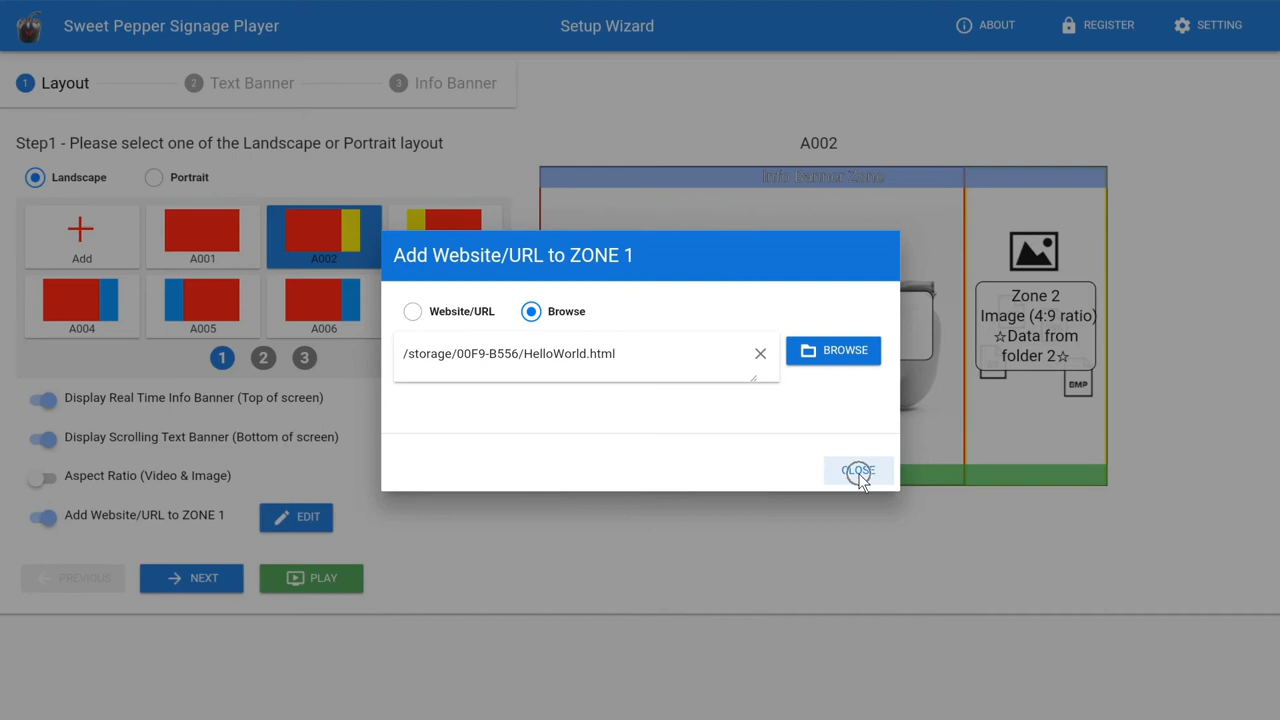 Sweet Pepper Signage Player
Setup Wizard
ABOUT
REGISTER
SETTING
1 Layout
2 Text Banner
3 Info Banner
Step1 - Please select one of the Landscape or Portrait layout
A002
Landscape
Portrait
Info Banner Zone
Add
A001
A002
A004
A005
A006
1 2 3
Add Website/URL to ZONE 1
Website/URL
Browse
/storage/00F9-B556/HelloWorld.html
BROWSE
CLOSE
Zone 2
Image (4:9 ratio)
☆Data from
folder 2☆
BMP
Display Real Time Info Banner (Top of screen)
Display Scrolling Text Banner (Bottom of screen)
Aspect Ratio (Video & Image)
Add Website/URL to ZONE 1
EDIT
PREVIOUS
NEXT
PLAY